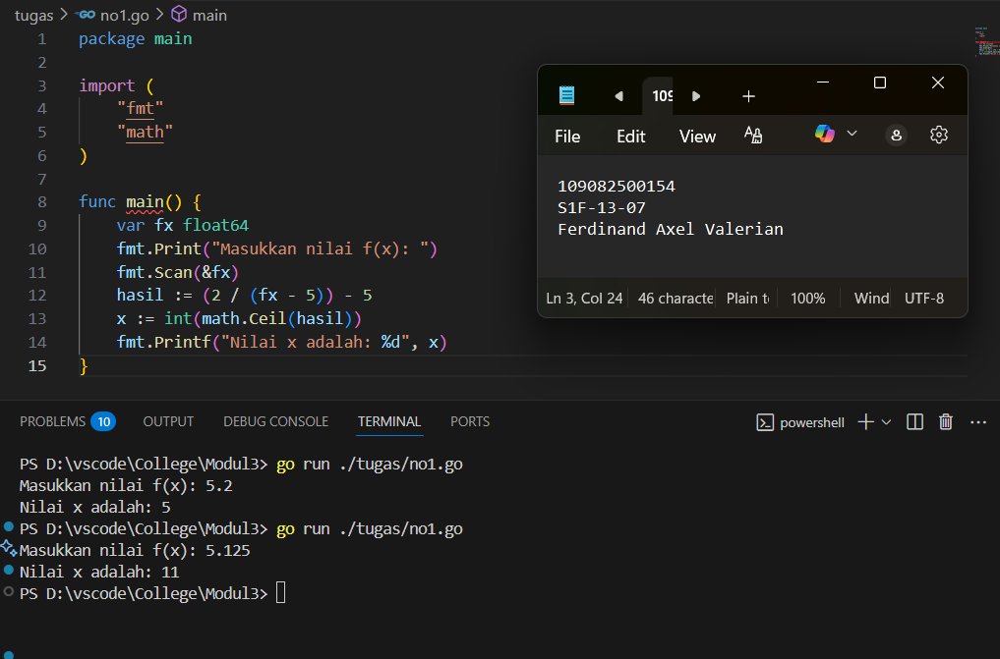 tugas > GO no1.go > main
1 package main
2
3 import (
4 "fmt"
5 "math"
6 )
7
8 func main() {
9 var fx float64
10 fmt.Print("Masukkan nilai f(x): ")
11 fmt.Scan(&fx)
12 hasil := (2 / (fx - 5)) - 5
13 x := int(math.Ceil(hasil))
14 fmt.Printf("Nilai x adalah: %d", x)
15 }
109
File Edit View
109082500154
S1F-13-07
Ferdinand Axel Valerian
Ln 3, Col 24 46 characte Plain t 100% Wind UTF-8
PROBLEMS 10 OUTPUT DEBUG CONSOLE TERMINAL PORTS powershell
PS D:\vscode\College\Modul3> go run ./tugas/no1.go
Masukkan nilai f(x): 5.2
Nilai x adalah: 5
PS D:\vscode\College\Modul3> go run ./tugas/no1.go
Masukkan nilai f(x): 5.125
Nilai x adalah: 11
PS D:\vscode\College\Modul3>